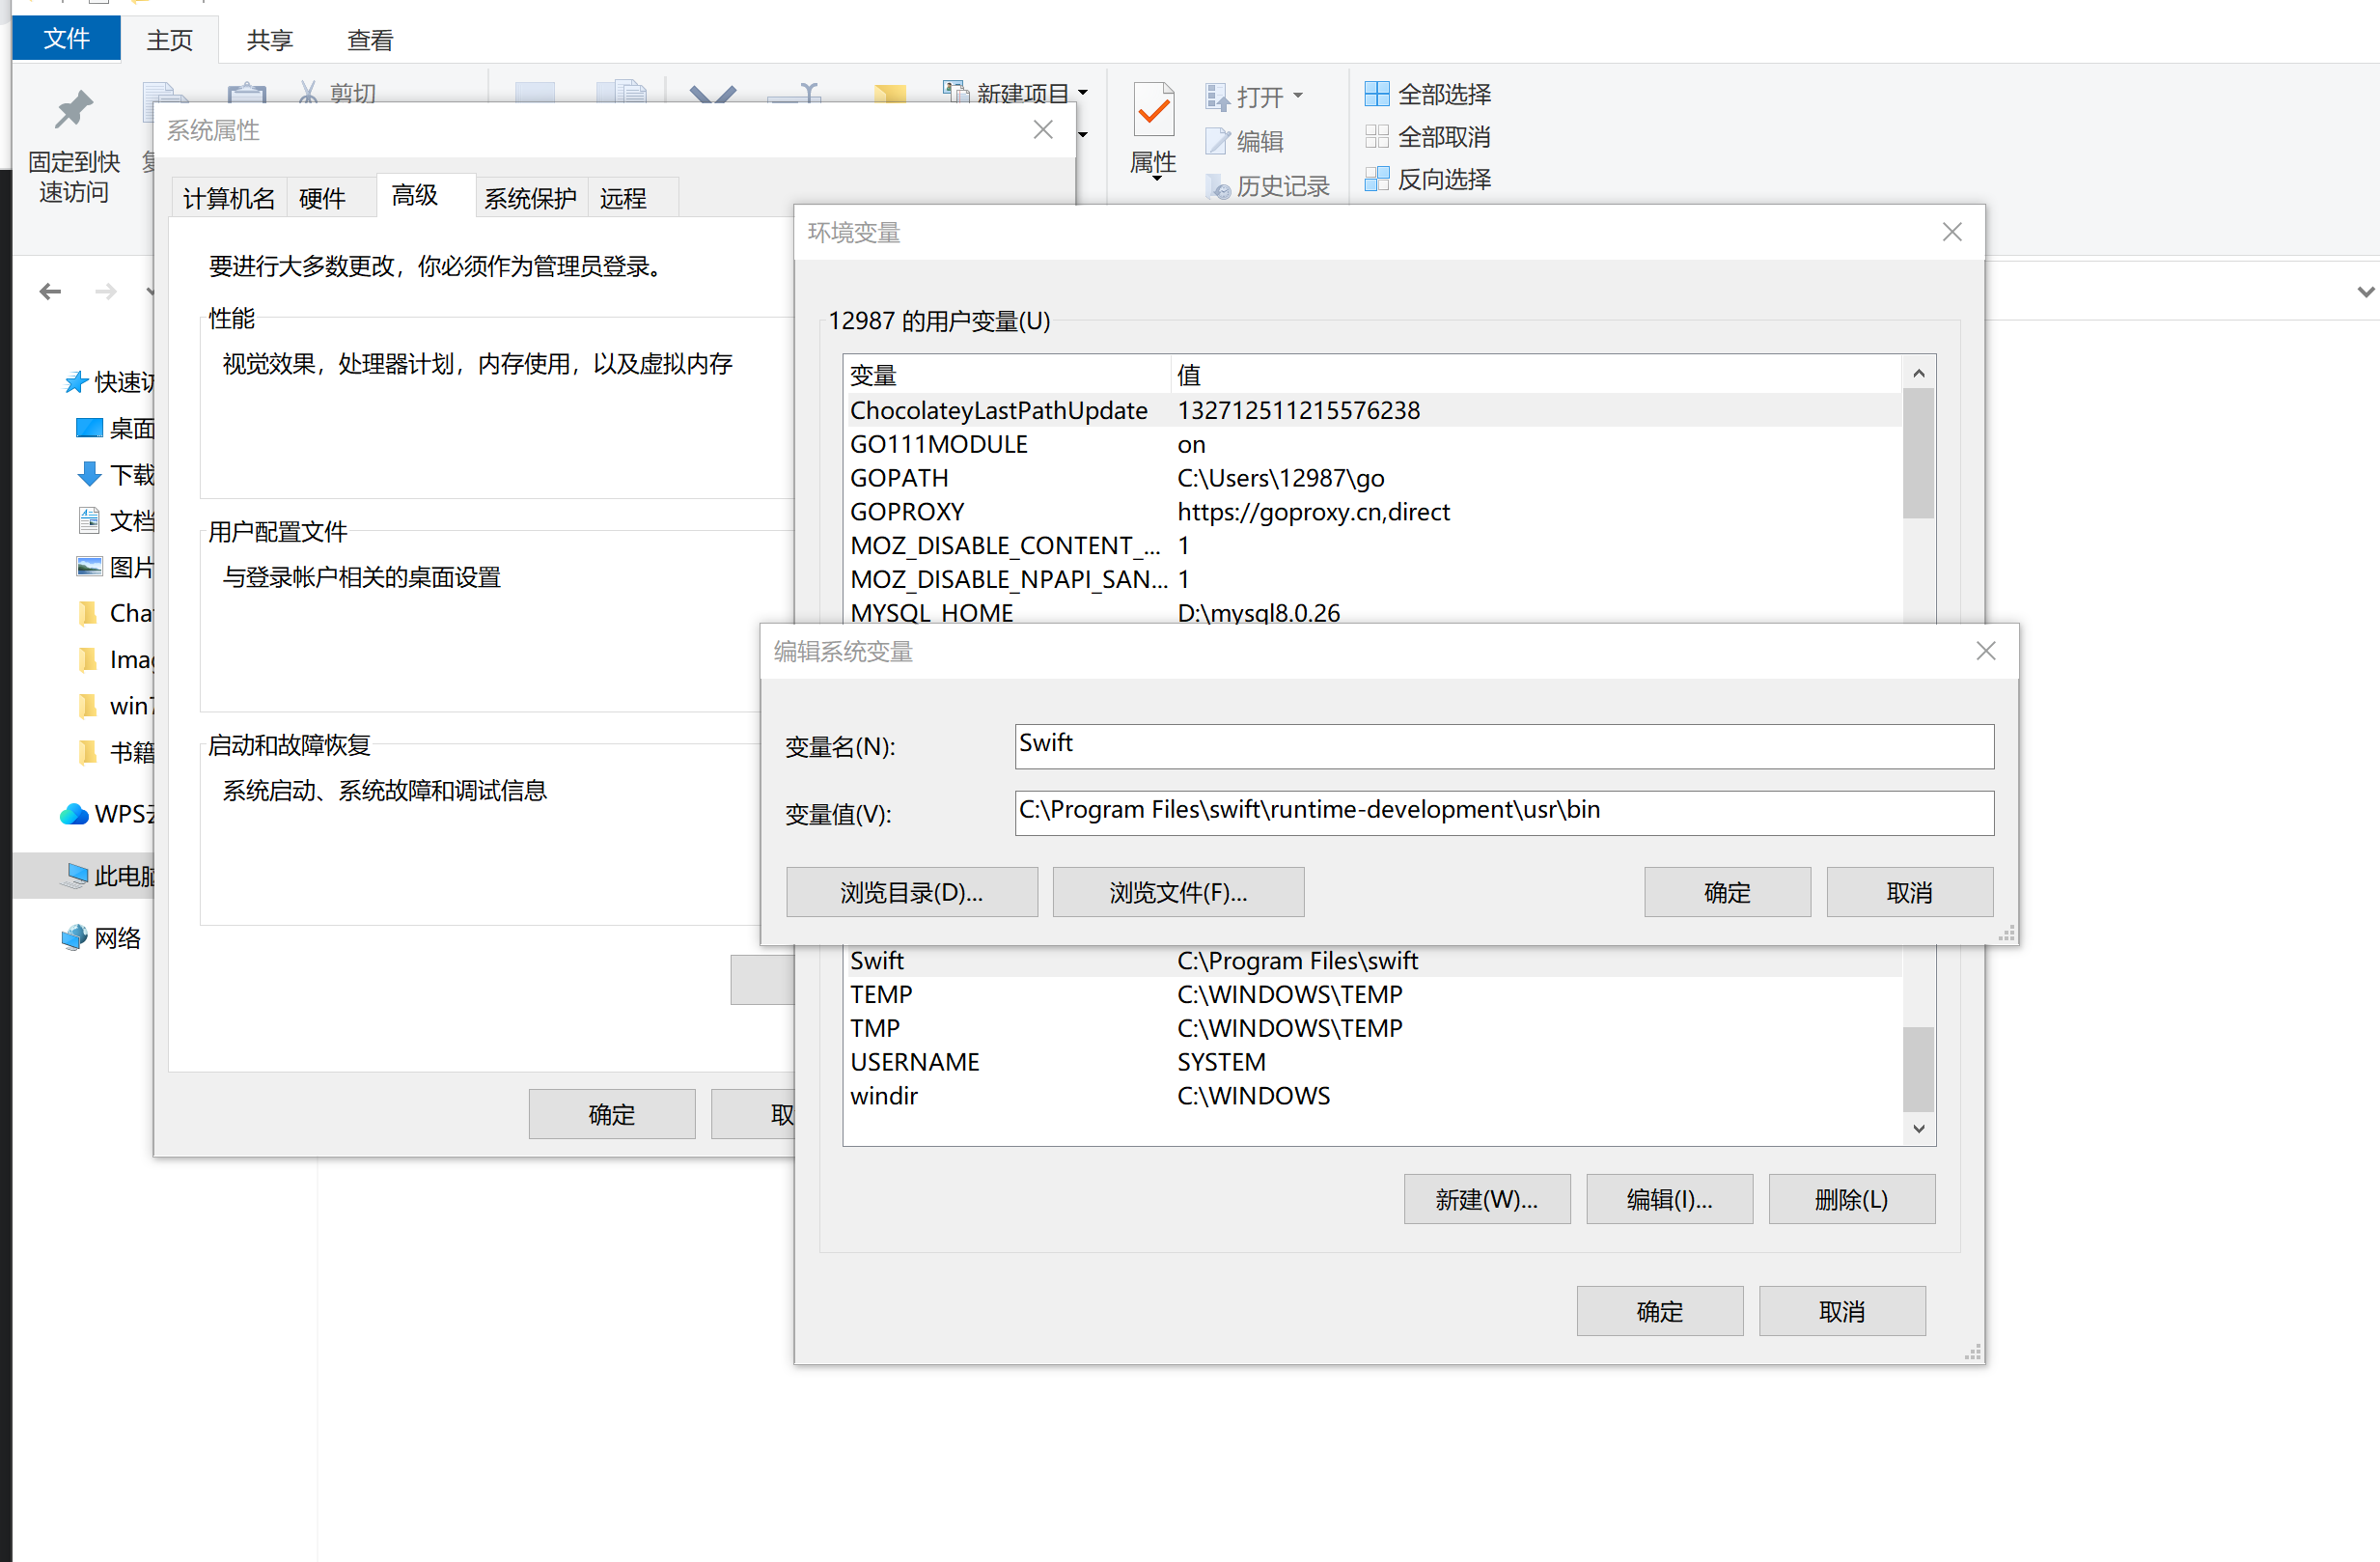 文件 主页 共享 查看
剪切
新建项目
打开
编辑
历史记录
属性
全部选择
全部取消
反向选择
固定到快
速访问
系统属性
计算机名 硬件 高级 系统保护 远程
要进行大多数更改，你必须作为管理员登录。
性能
视觉效果，处理器计划，内存使用，以及虚拟内存
用户配置文件
与登录帐户相关的桌面设置
启动和故障恢复
系统启动、系统故障和调试信息
确定 取
快速访
桌面
下载
文档
图片
Chat
Imag
win7
书籍
WPS云
此电脑
网络
环境变量
12987 的用户变量(U)
变量 值
ChocolateyLastPathUpdate 132712511215576238
GO111MODULE on
GOPATH C:\Users\12987\go
GOPROXY https://goproxy.cn,direct
MOZ_DISABLE_CONTENT_... 1
MOZ_DISABLE_NPAPI_SAN... 1
MYSQL_HOME D:\mysql8.0.26
编辑系统变量
变量名(N): Swift
变量值(V): C:\Program Files\swift\runtime-development\usr\bin
浏览目录(D)... 浏览文件(F)... 确定 取消
Swift C:\Program Files\swift
TEMP C:\WINDOWS\TEMP
TMP C:\WINDOWS\TEMP
USERNAME SYSTEM
windir C:\WINDOWS
新建(W)... 编辑(I)... 删除(L)
确定 取消